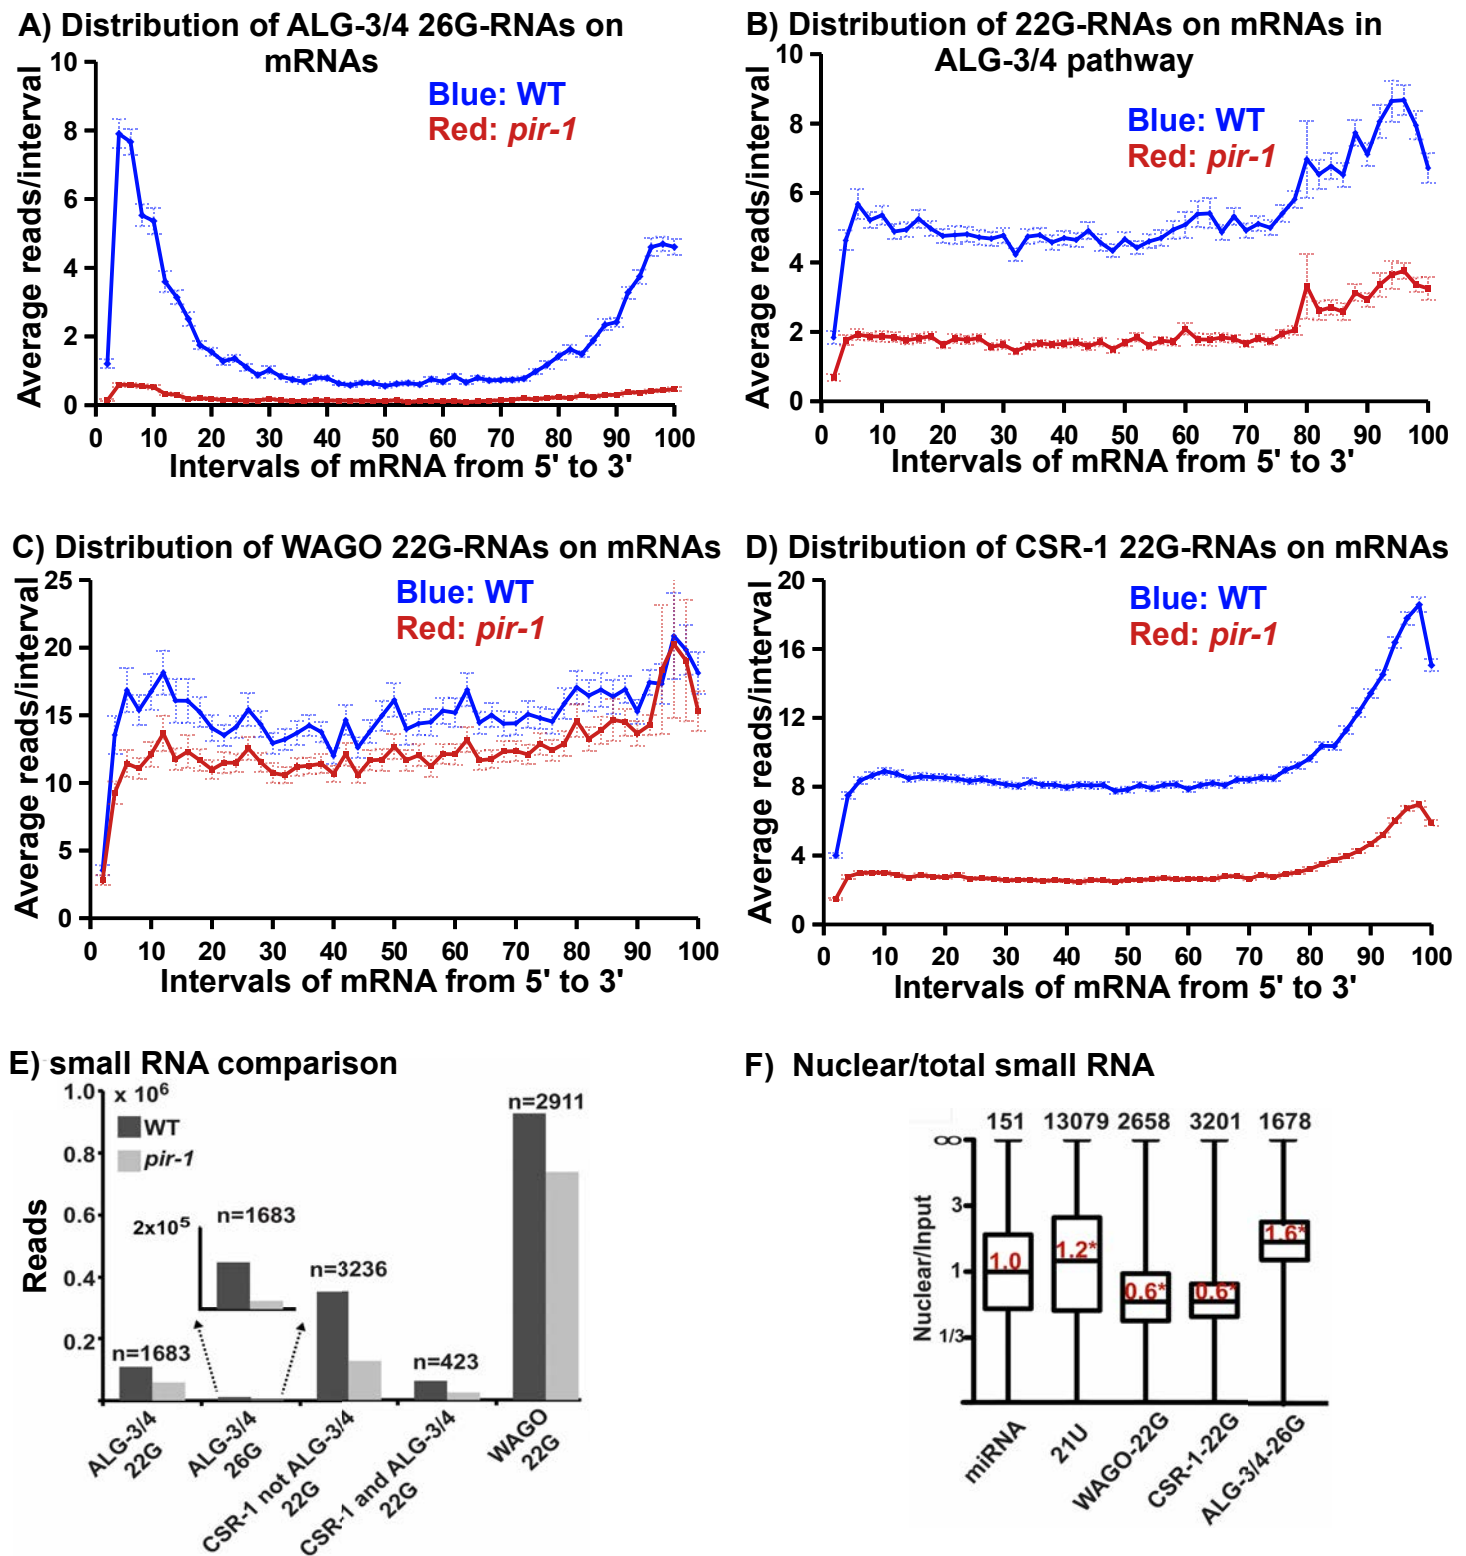 A) Distribution of ALG-3/4 26G-RNAs on
mRNAs
Blue: WT
Red: pir-1
Average reads/interval
10
8
6
4
2
0
0 10 20 30 40 50 60 70 80 90 100
Intervals of mRNA from 5' to 3'
B) Distribution of 22G-RNAs on mRNAs in
ALG-3/4 pathway
Blue: WT
Red: pir-1
Average reads/interval
10
8
6
4
2
0
0 10 20 30 40 50 60 70 80 90 100
Intervals of mRNA from 5' to 3'
C) Distribution of WAGO 22G-RNAs on mRNAs
Blue: WT
Red: pir-1
Average reads/interval
25
20
15
10
5
0
0 10 20 30 40 50 60 70 80 90 100
Intervals of mRNA from 5' to 3'
D) Distribution of CSR-1 22G-RNAs on mRNAs
Blue: WT
Red: pir-1
Average reads/interval
20
16
12
8
4
0
0 10 20 30 40 50 60 70 80 90 100
Intervals of mRNA from 5' to 3'
E) small RNA comparison
x 10⁶
WT
pir-1
Reads
1.0
0.8
0.6
0.4
0.2
2x10⁵
n=1683
n=1683
n=3236
n=423
n=2911
ALG-3/4
22G
ALG-3/4
26G
CSR-1 not ALG-3/4
22G
CSR-1 and ALG-3/4
22G
WAGO
22G
F) Nuclear/total small RNA
151 13079 2658 3201 1678
Nuclear/Input
∞
3
1
1/3
1.0
1.2*
0.6*
0.6*
1.6*
miRNA
21U
WAGO-22G
CSR-1-22G
ALG-3/4-26G